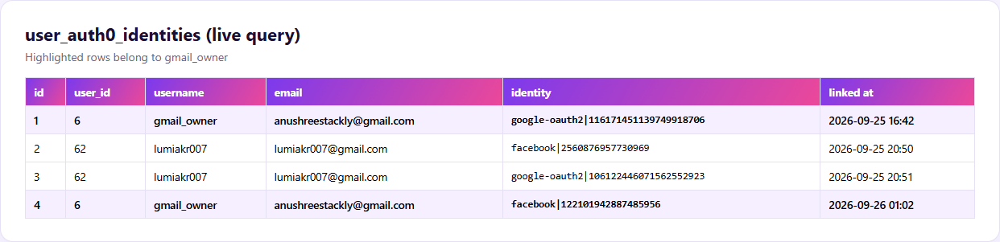 user_auth0_identities (live query)
Highlighted rows belong to gmail_owner
id user_id username email identity linked at
1 6 gmail_owner anushreestackly@gmail.com google-oauth2|116171451139749918706 2026-09-25 16:42
2 62 lumiakr007 lumiakr007@gmail.com facebook|2560876957730969 2026-09-25 20:50
3 62 lumiakr007 lumiakr007@gmail.com google-oauth2|106122446071562552923 2026-09-25 20:51
4 6 gmail_owner anushreestackly@gmail.com facebook|122101942887485956 2026-09-26 01:02